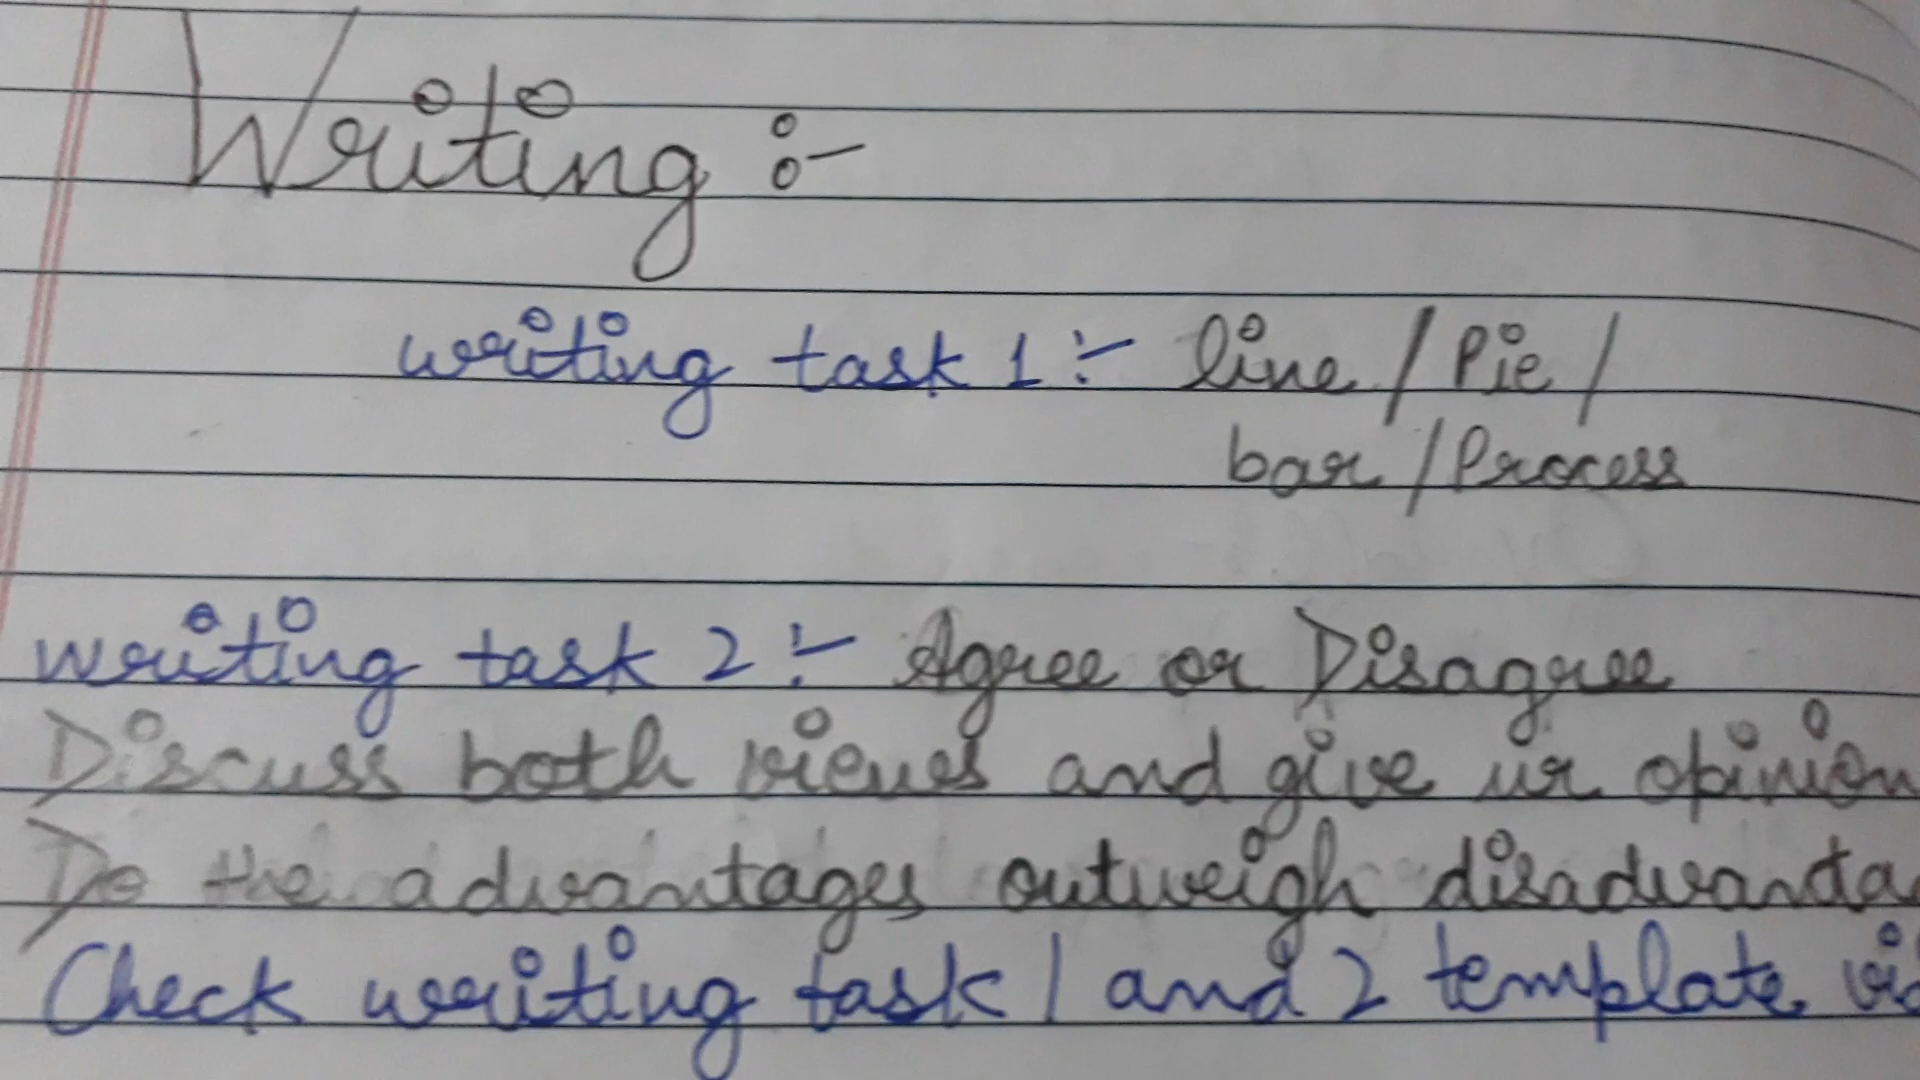 Writing :-
writing task 1 :- line / Pie /
bar / Process
writing task 2 :- Agree or Disagree
Discuss both views and give ur opinion
Do the advantages outweigh
Check writing task 1 and 2 template